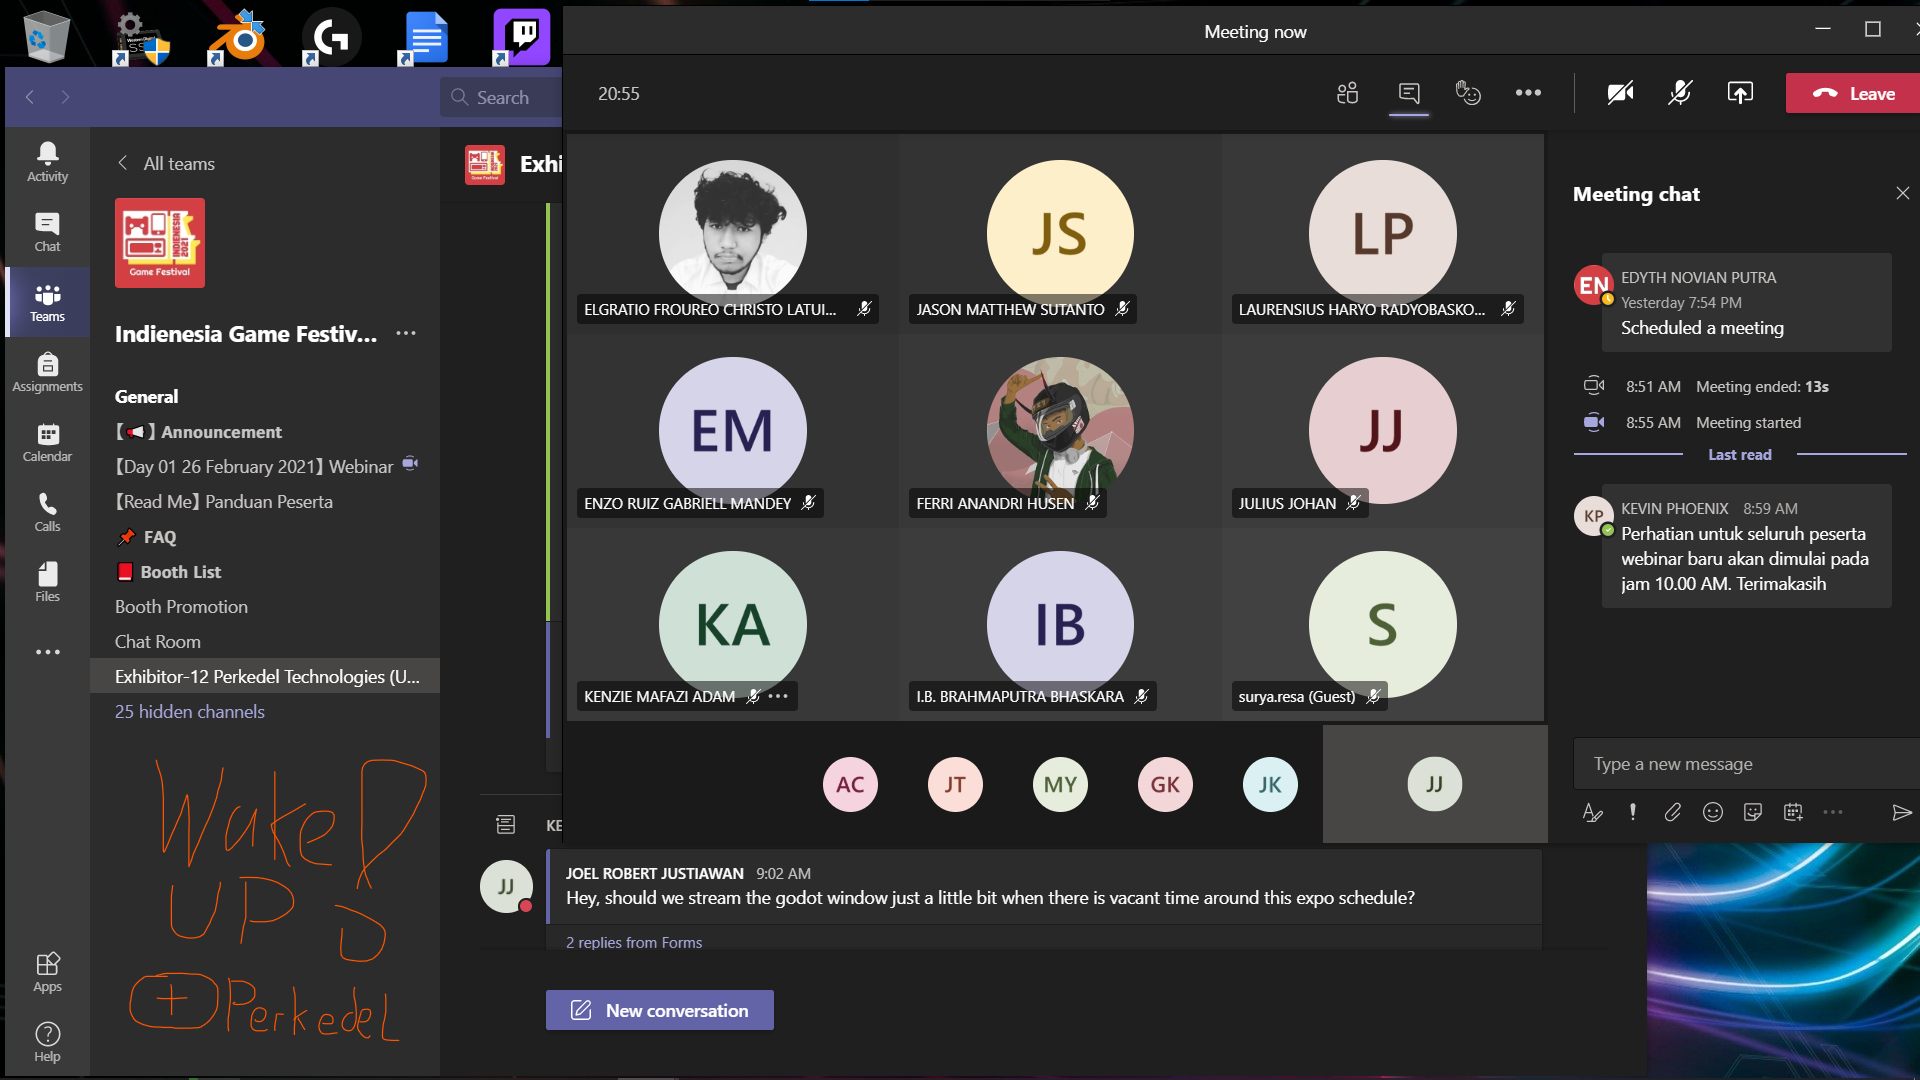 Meeting now
Search
20:55
Leave
Activity
Chat
Teams
Assignments
Calendar
Calls
Files
Apps
Help
All teams
INDIENESIA 2021
Game Festival
Indienesia Game Festiv...
General
【📢】Announcement
【Day 01 26 February 2021】Webinar
【Read Me】Panduan Peserta
📌 FAQ
📕 Booth List
Booth Promotion
Chat Room
Exhibitor-12 Perkedel Technologies (U...
25 hidden channels
Wake
UP
+ Perkedel
Exhi
JS
LP
ELGRATIO FROUREO CHRISTO LATUI...
JASON MATTHEW SUTANTO
LAURENSIUS HARYO RADYOBASKO...
EM
JJ
ENZO RUIZ GABRIELL MANDEY
FERRI ANANDRI HUSEN
JULIUS JOHAN
KA
IB
S
KENZIE MAFAZI ADAM
I.B. BRAHMAPUTRA BHASKARA
surya.resa (Guest)
AC
JT
MY
GK
JK
JJ
KE
JJ
JOEL ROBERT JUSTIAWAN 9:02 AM
Hey, should we stream the godot window just a little bit when there is vacant time around this expo schedule?
2 replies from Forms
New conversation
Meeting chat
EN
EDYTH NOVIAN PUTRA
Yesterday 7:54 PM
Scheduled a meeting
8:51 AM Meeting ended: 13s
8:55 AM Meeting started
Last read
KP
KEVIN PHOENIX 8:59 AM
Perhatian untuk seluruh peserta
webinar baru akan dimulai pada
jam 10.00 AM. Terimakasih
Type a new message